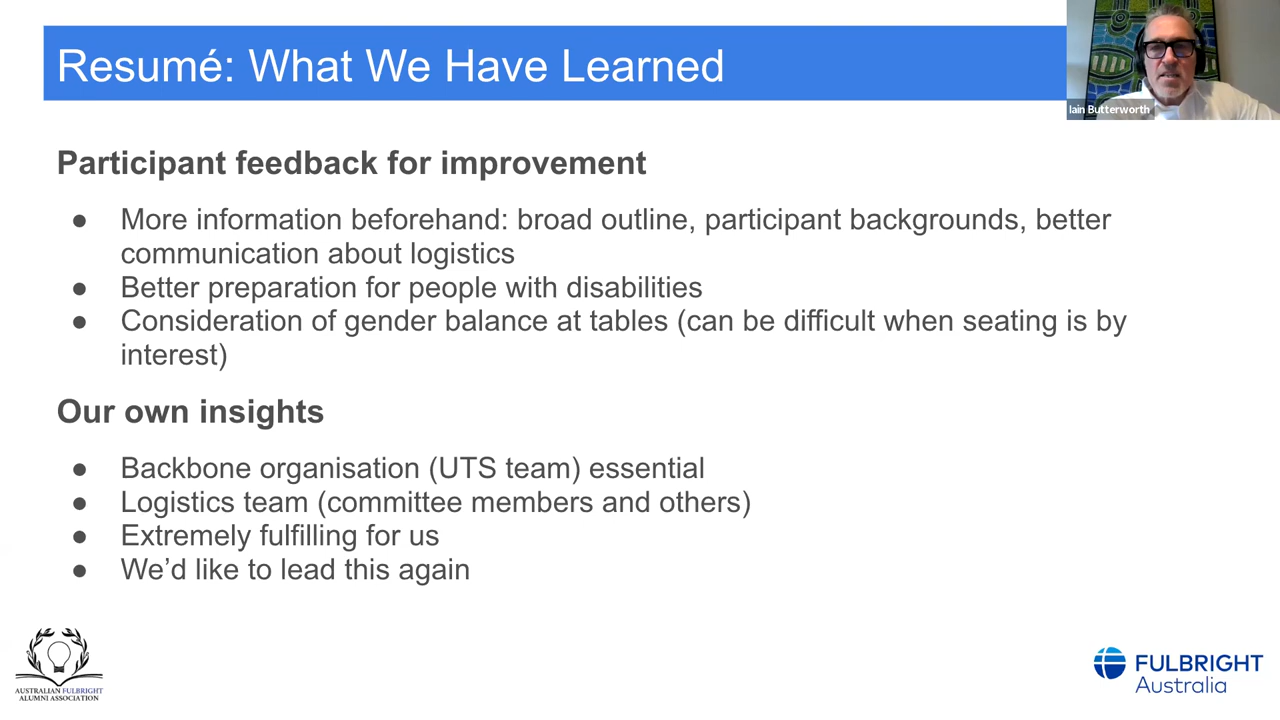 Resumé: What We Have Learned
Iain Butterworth
Participant feedback for improvement
● More information beforehand: broad outline, participant backgrounds, better
communication about logistics
● Better preparation for people with disabilities
● Consideration of gender balance at tables (can be difficult when seating is by
interest)
Our own insights
● Backbone organisation (UTS team) essential
● Logistics team (committee members and others)
● Extremely fulfilling for us
● We’d like to lead this again
AUSTRALIAN FULBRIGHT
ALUMNI ASSOCIATION
FULBRIGHT
Australia